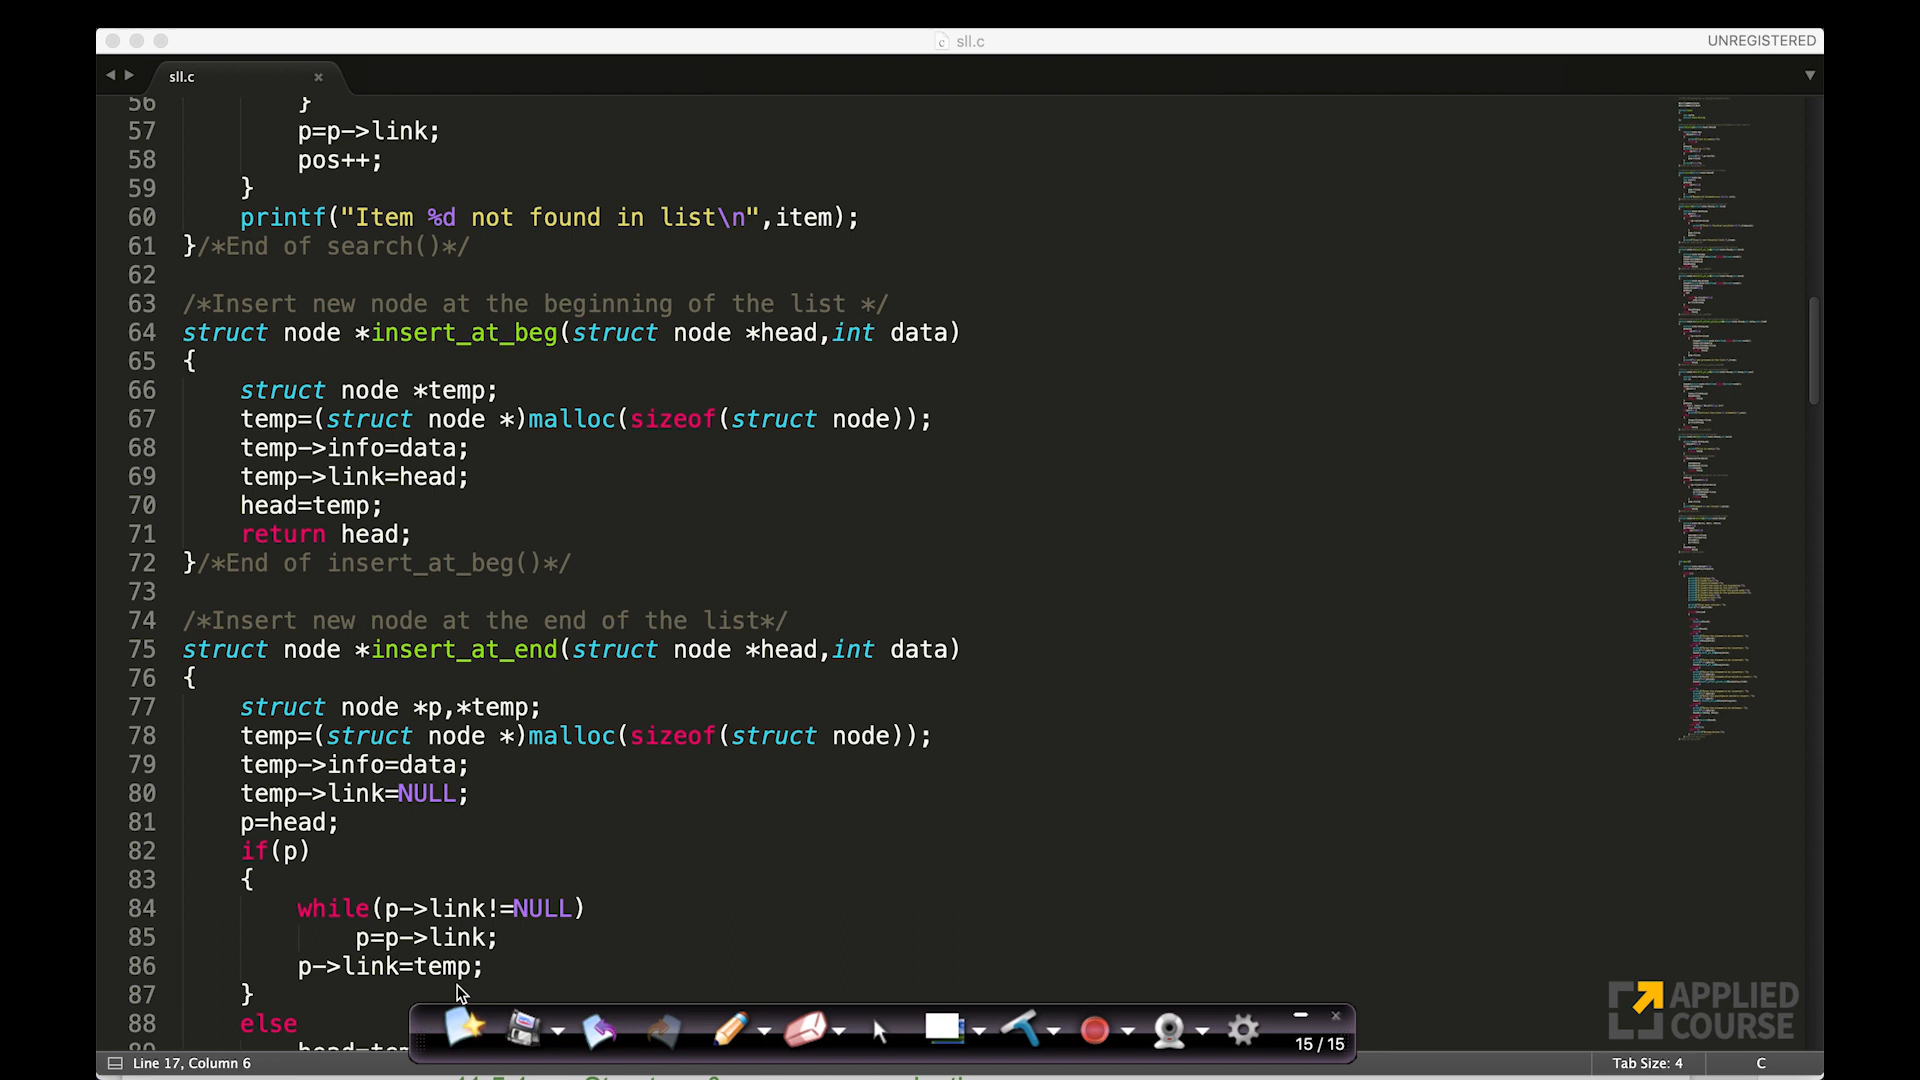 sll.c
UNREGISTERED
sll.c
56 }
57 p=p->link;
58 pos++;
59 }
60 printf("Item %d not found in list\n",item);
61 }/*End of search()*/
62
63 /*Insert new node at the beginning of the list */
64 struct node *insert_at_beg(struct node *head,int data)
65 {
66 struct node *temp;
67 temp=(struct node *)malloc(sizeof(struct node));
68 temp->info=data;
69 temp->link=head;
70 head=temp;
71 return head;
72 }/*End of insert_at_beg()*/
73
74 /*Insert new node at the end of the list*/
75 struct node *insert_at_end(struct node *head,int data)
76 {
77 struct node *p,*temp;
78 temp=(struct node *)malloc(sizeof(struct node));
79 temp->info=data;
80 temp->link=NULL;
81 p=head;
82 if(p)
83 {
84 while(p->link!=NULL)
85 p=p->link;
86 p->link=temp;
87 }
88 else
15 / 15
APPLIED
COURSE
Line 17, Column 6
Tab Size: 4
C